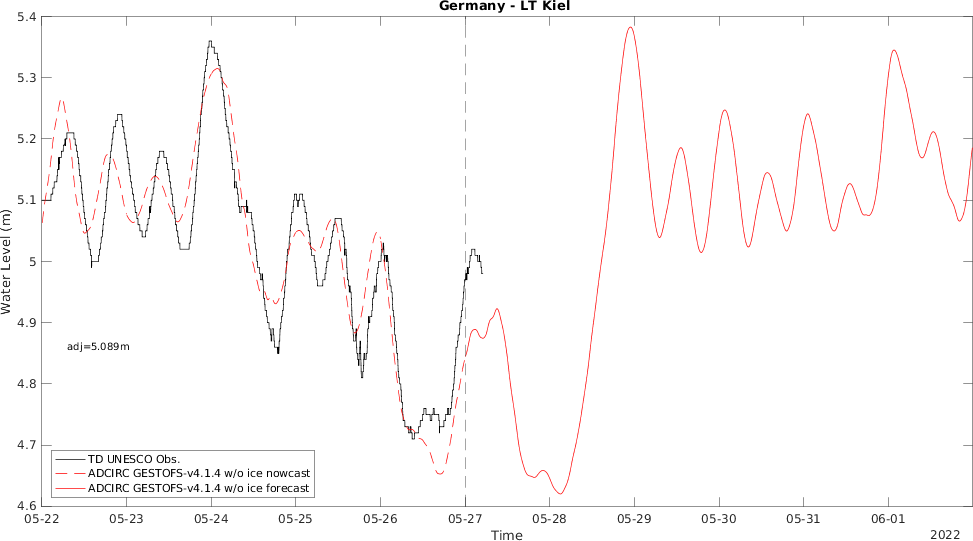 Germany - LT Kiel
5.4
5.3
5.2
5.1
5
4.9
4.8
4.7
4.6
Water Level (m)
adj=5.089m
TD UNESCO Obs.
ADCIRC GESTOFS-v4.1.4 w/o ice nowcast
ADCIRC GESTOFS-v4.1.4 w/o ice forecast
05-22 05-23 05-24 05-25 05-26 05-27 05-28 05-29 05-30 05-31 06-01
Time
2022